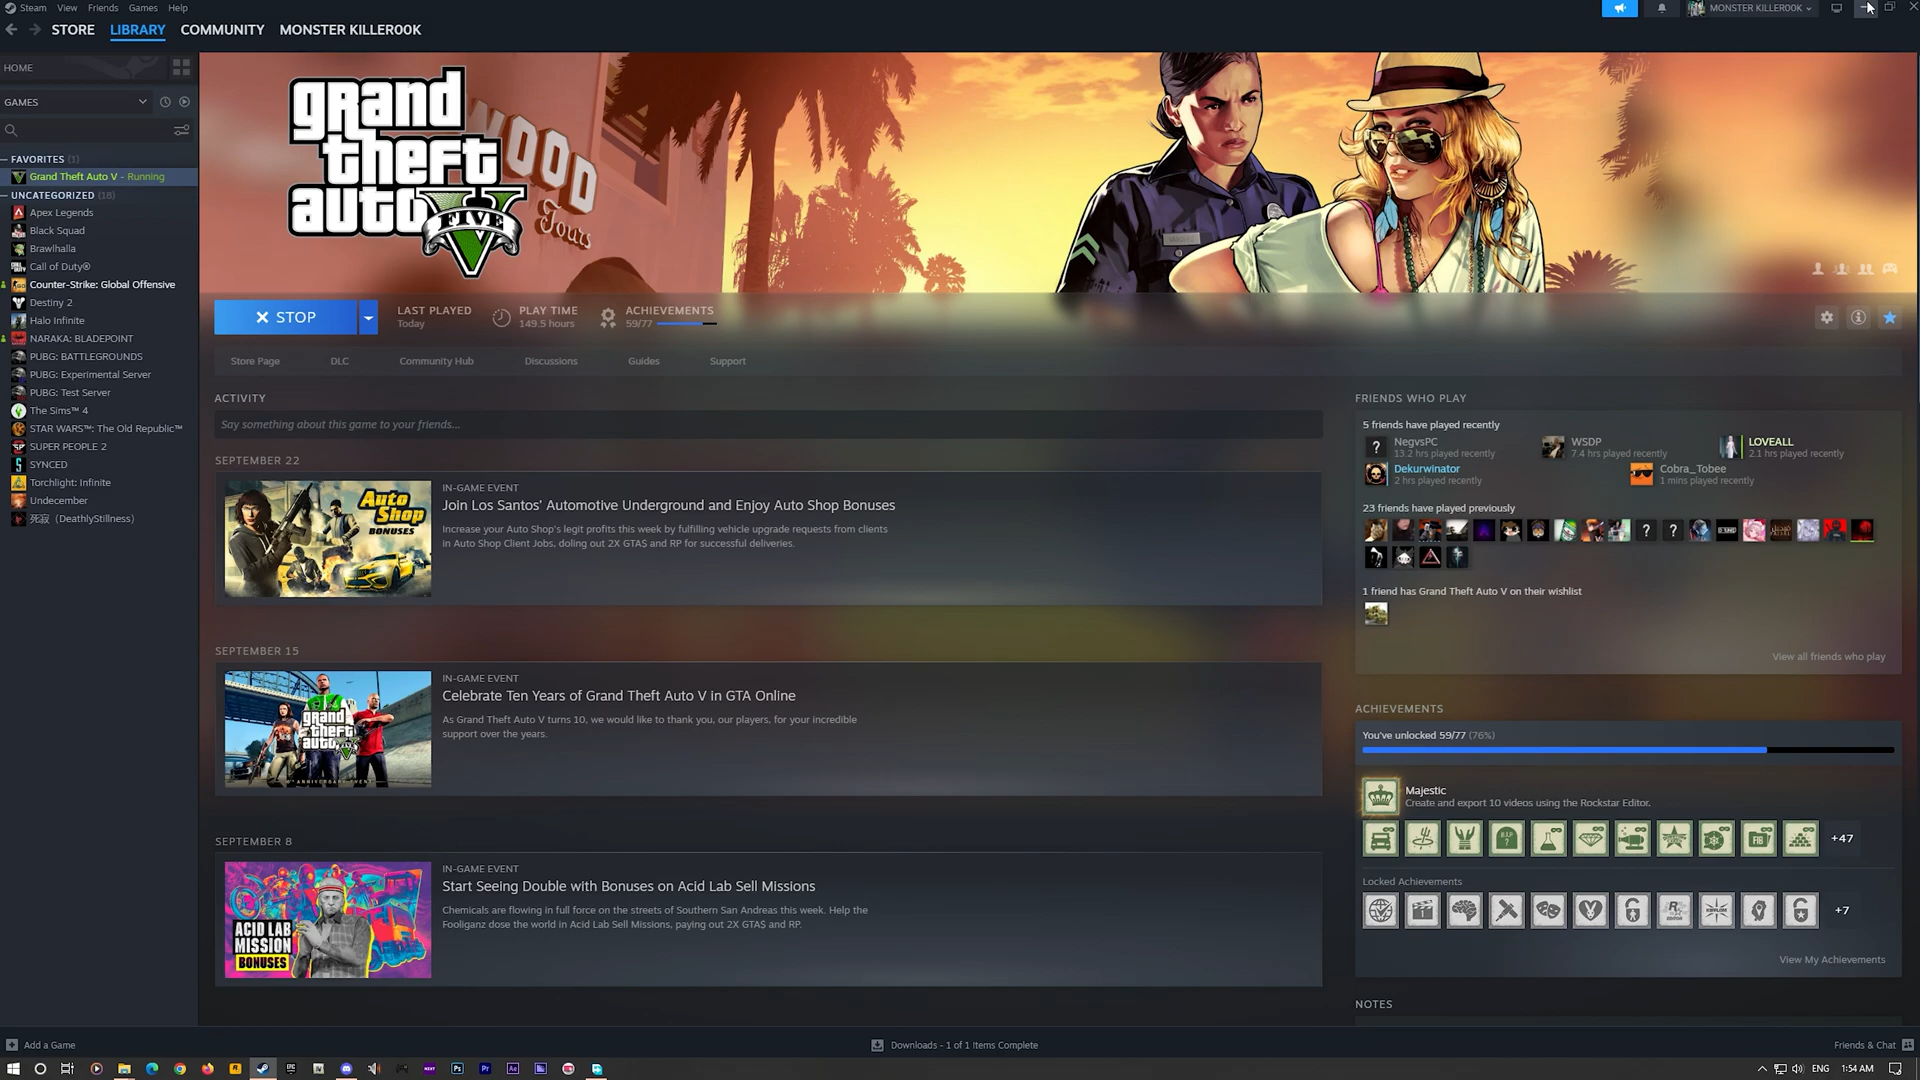 Steam View Friends Games Help
MONSTER KILLER00K
STORE LIBRARY COMMUNITY MONSTER KILLER00K
HOME
GAMES
FAVORITES (1)
Grand Theft Auto V - Running
UNCATEGORIZED (18)
Apex Legends
Black Squad
Brawlhalla
Call of Duty®
Counter-Strike: Global Offensive
Destiny 2
Halo Infinite
NARAKA: BLADEPOINT
PUBG: BATTLEGROUNDS
PUBG: Experimental Server
PUBG: Test Server
The Sims™ 4
STAR WARS™: The Old Republic™
SUPER PEOPLE 2
SYNCED
Torchlight: Infinite
Undecember
死寂（DeathlyStillness）
grand
theft
auto V
FIVE
WOOD
Tours
STOP
LAST PLAYED
Today
PLAY TIME
149.5 hours
ACHIEVEMENTS
59/77
Store Page DLC Community Hub Discussions Guides Support
ACTIVITY
Say something about this game to your friends...
SEPTEMBER 22
Auto
Shop
BONUSES
IN-GAME EVENT
Join Los Santos' Automotive Underground and Enjoy Auto Shop Bonuses
Increase your Auto Shop's legit profits this week by fulfilling vehicle upgrade requests from clients
in Auto Shop Client Jobs, doling out 2X GTA$ and RP for successful deliveries.
SEPTEMBER 15
grand
theft
auto
IN-GAME EVENT
Celebrate Ten Years of Grand Theft Auto V in GTA Online
As Grand Theft Auto V turns 10, we would like to thank you, our players, for your incredible
support over the years.
SEPTEMBER 8
ACID LAB
MISSION
BONUSES
IN-GAME EVENT
Start Seeing Double with Bonuses on Acid Lab Sell Missions
Chemicals are flowing in full force on the streets of Southern San Andreas this week. Help the
Fooliganz dose the world in Acid Lab Sell Missions, paying out 2X GTA$ and RP.
FRIENDS WHO PLAY
5 friends have played recently
NegvsPC
13.2 hrs played recently
WSDP
7.4 hrs played recently
LOVEALL
2.1 hrs played recently
Dekurwinator
2 hrs played recently
Cobra_Tobee
1 mins played recently
23 friends have played previously
1 friend has Grand Theft Auto V on their wishlist
View all friends who play
ACHIEVEMENTS
You've unlocked 59/77 (76%)
Majestic
Create and export 10 videos using the Rockstar Editor.
+47
Locked Achievements
+7
View My Achievements
NOTES
Add a Game
Downloads - 1 of 1 Items Complete
Friends & Chat
ENG 1:54 AM